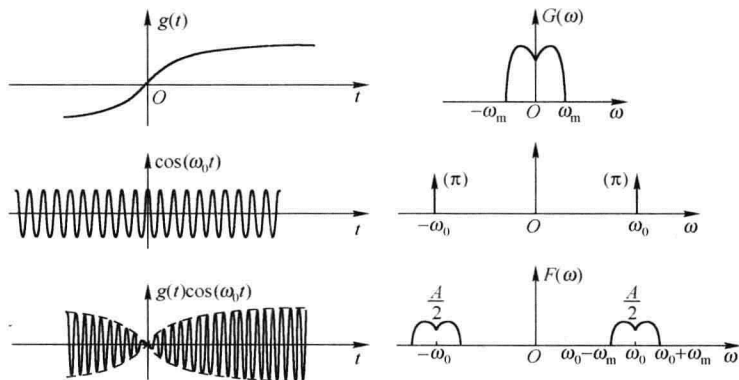 g(t)
O
t
G(ω)
-ωm
O
ωm
ω
cos(ω0t)
t
(π)
(π)
-ω0
O
ω0
ω
g(t)cos(ω0t)
t
F(ω)
A/2
A/2
-ω0
O
ω0-ωm
ω0
ω0+ωm
ω